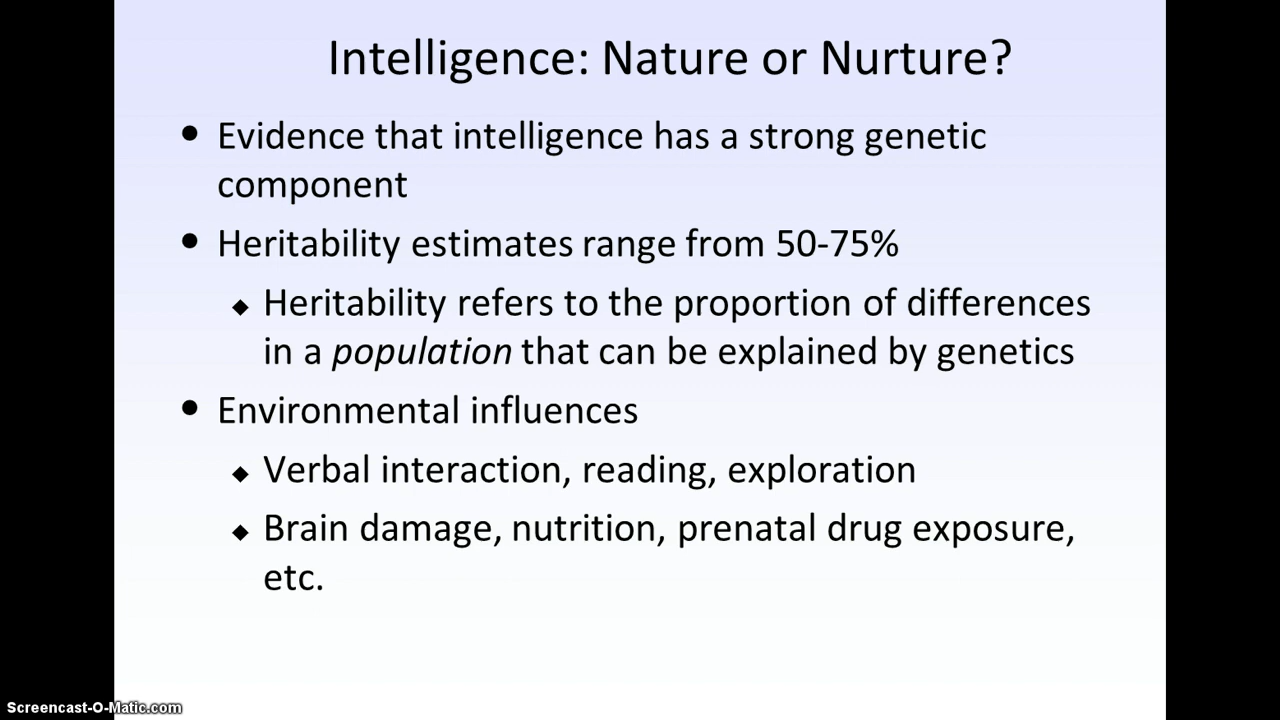 Intelligence: Nature or Nurture?
• Evidence that intelligence has a strong genetic
component
• Heritability estimates range from 50-75%
◆ Heritability refers to the proportion of differences
in a population that can be explained by genetics
• Environmental influences
◆ Verbal interaction, reading, exploration
◆ Brain damage, nutrition, prenatal drug exposure,
etc.
Screencast-O-Matic.com